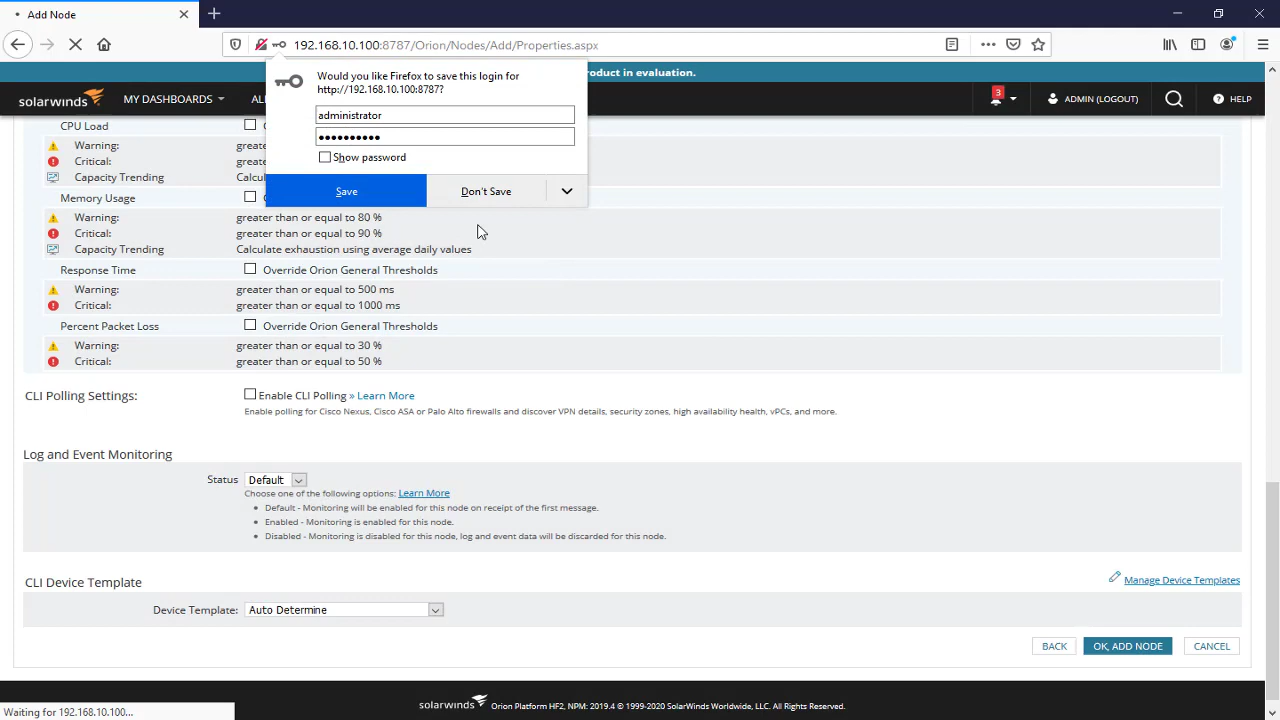 Add Node
192.168.10.100:8787/Orion/Nodes/Add/Properties.aspx
Would you like Firefox to save this login for
http://192.168.10.100:8787?
administrator
••••••••••
Show password
Save
Don't Save
roduct in evaluation.
solarwinds
MY DASHBOARDS
3
ADMIN (LOGOUT)
HELP
CPU Load
Warning:
Critical:
Capacity Trending
Memory Usage
Warning: greater than or equal to 80 %
Critical: greater than or equal to 90 %
Capacity Trending Calculate exhaustion using average daily values
Response Time Override Orion General Thresholds
Warning: greater than or equal to 500 ms
Critical: greater than or equal to 1000 ms
Percent Packet Loss Override Orion General Thresholds
Warning: greater than or equal to 30 %
Critical: greater than or equal to 50 %
CLI Polling Settings: Enable CLI Polling » Learn More
Enable polling for Cisco Nexus, Cisco ASA or Palo Alto firewalls and discover VPN details, security zones, high availability health, vPCs, and more.
Log and Event Monitoring
Status Default
Choose one of the following options: Learn More
• Default - Monitoring will be enabled for this node on receipt of the first message.
• Enabled - Monitoring is enabled for this node.
• Disabled - Monitoring is disabled for this node, log and event data will be discarded for this node.
CLI Device Template
Manage Device Templates
Device Template: Auto Determine
BACK
OK, ADD NODE
CANCEL
solarwinds Orion Platform HF2, NPM: 2019.4 © 1999-2020 SolarWinds Worldwide, LLC. All Rights Reserved.
Waiting for 192.168.10.100...